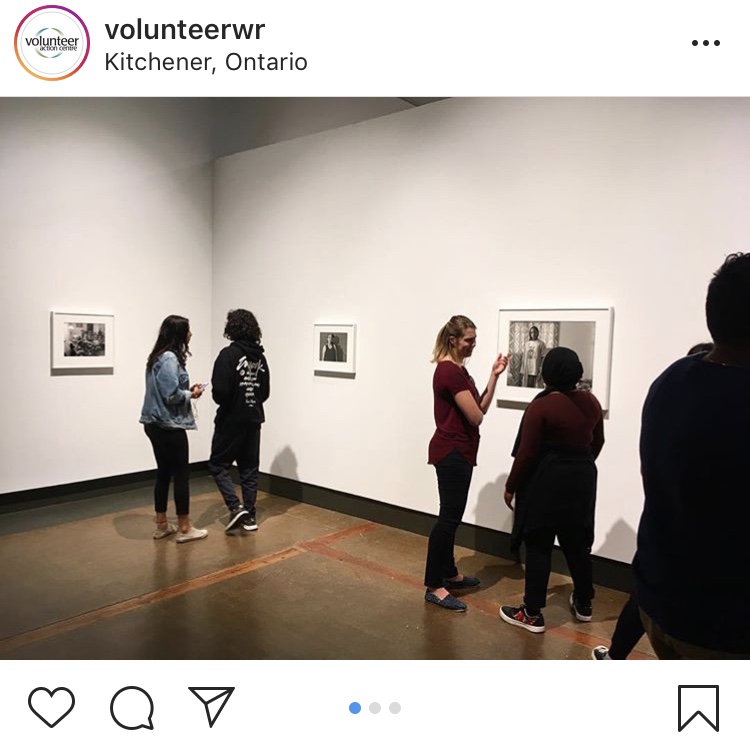 volunteer
action centre
volunteerwr
Kitchener, Ontario